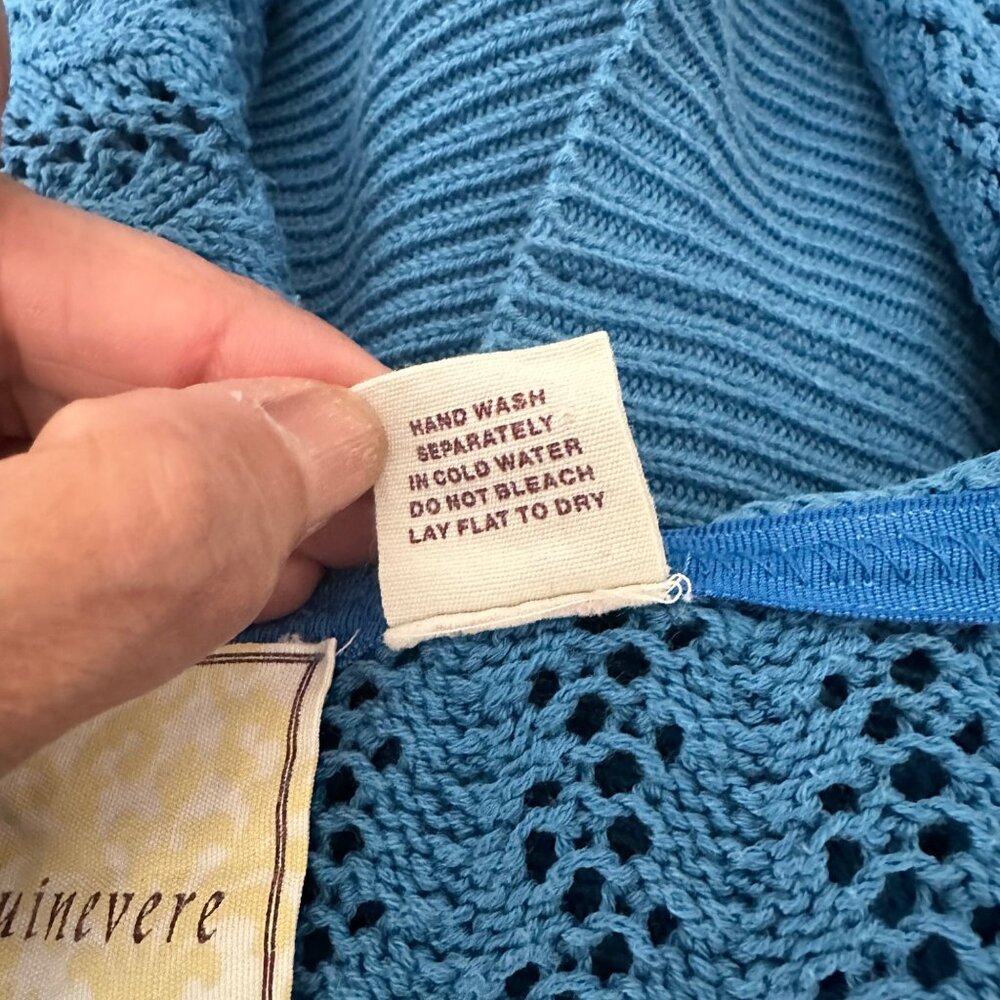 HAND WASH
SEPARATELY
IN COLD WATER
DO NOT BLEACH
LAY FLAT TO DRY
uinevere